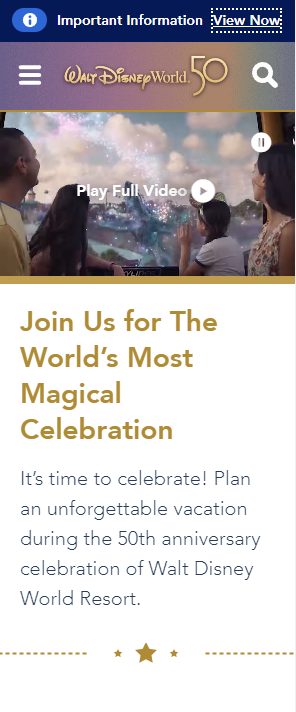 Important Information View Now
Walt Disney World. 50
Play Full Video
Join Us for The
World’s Most
Magical
Celebration
It’s time to celebrate! Plan
an unforgettable vacation
during the 50th anniversary
celebration of Walt Disney
World Resort.